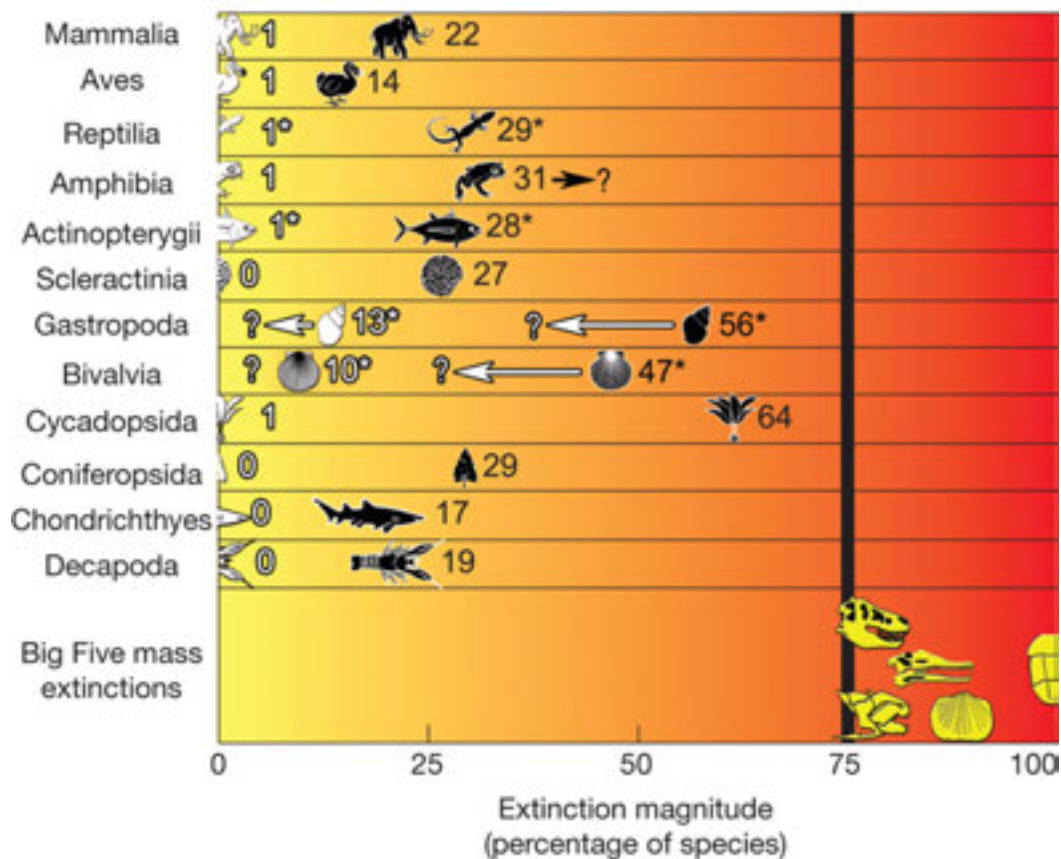 Mammalia 1 22
Aves 1 14
Reptilia 1* 29*
Amphibia 1 31 ?
Actinopterygii 1* 28*
Scleractinia 0 27
Gastropoda ? 13* ? 56*
Bivalvia ? 10* ? 47*
Cycadopsida 1 64
Coniferopsida 0 29
Chondrichthyes 0 17
Decapoda 0 19
Big Five mass
extinctions
0 25 50 75 100
Extinction magnitude
(percentage of species)